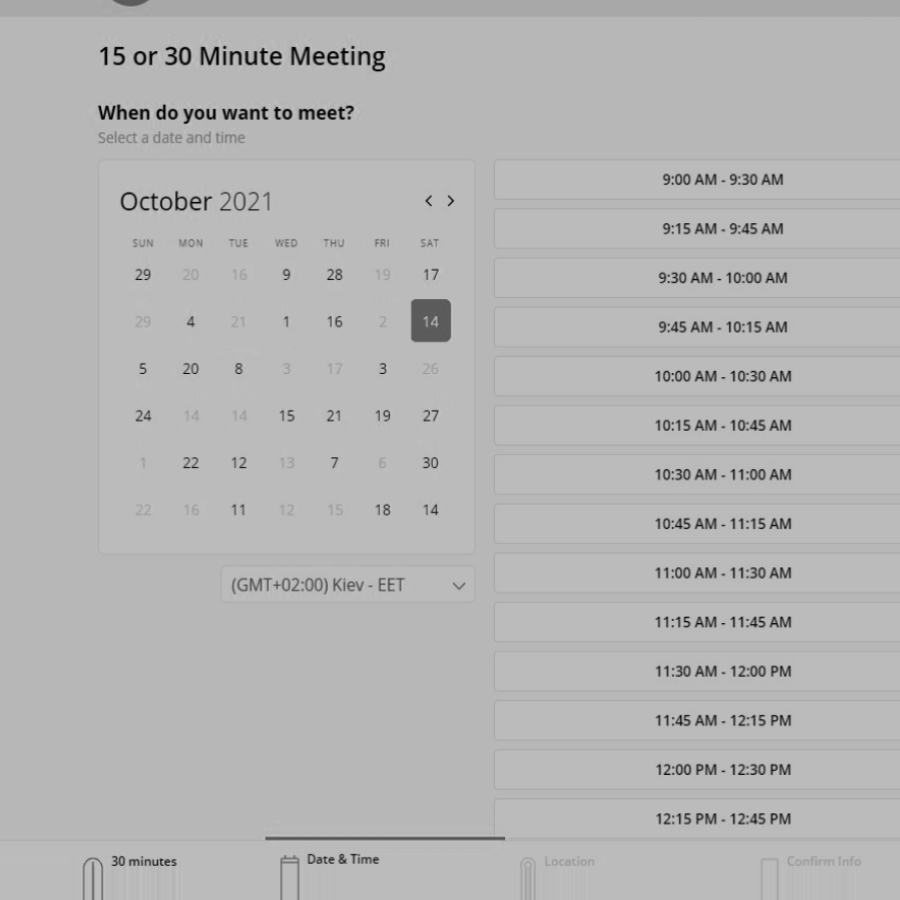 15 or 30 Minute Meeting
When do you want to meet?
Select a date and time
October 2021
SUN MON TUE WED THU FRI SAT
29 20 16 9 28 19 17
29 4 21 1 16 2 14
5 20 8 3 17 3 26
24 14 14 15 21 19 27
1 22 12 13 7 6 30
22 16 11 12 15 18 14
(GMT+02:00) Kiev - EET
9:00 AM - 9:30 AM
9:15 AM - 9:45 AM
9:30 AM - 10:00 AM
9:45 AM - 10:15 AM
10:00 AM - 10:30 AM
10:15 AM - 10:45 AM
10:30 AM - 11:00 AM
10:45 AM - 11:15 AM
11:00 AM - 11:30 AM
11:15 AM - 11:45 AM
11:30 AM - 12:00 PM
11:45 AM - 12:15 PM
12:00 PM - 12:30 PM
12:15 PM - 12:45 PM
30 minutes
Date & Time
Location
Confirm Info